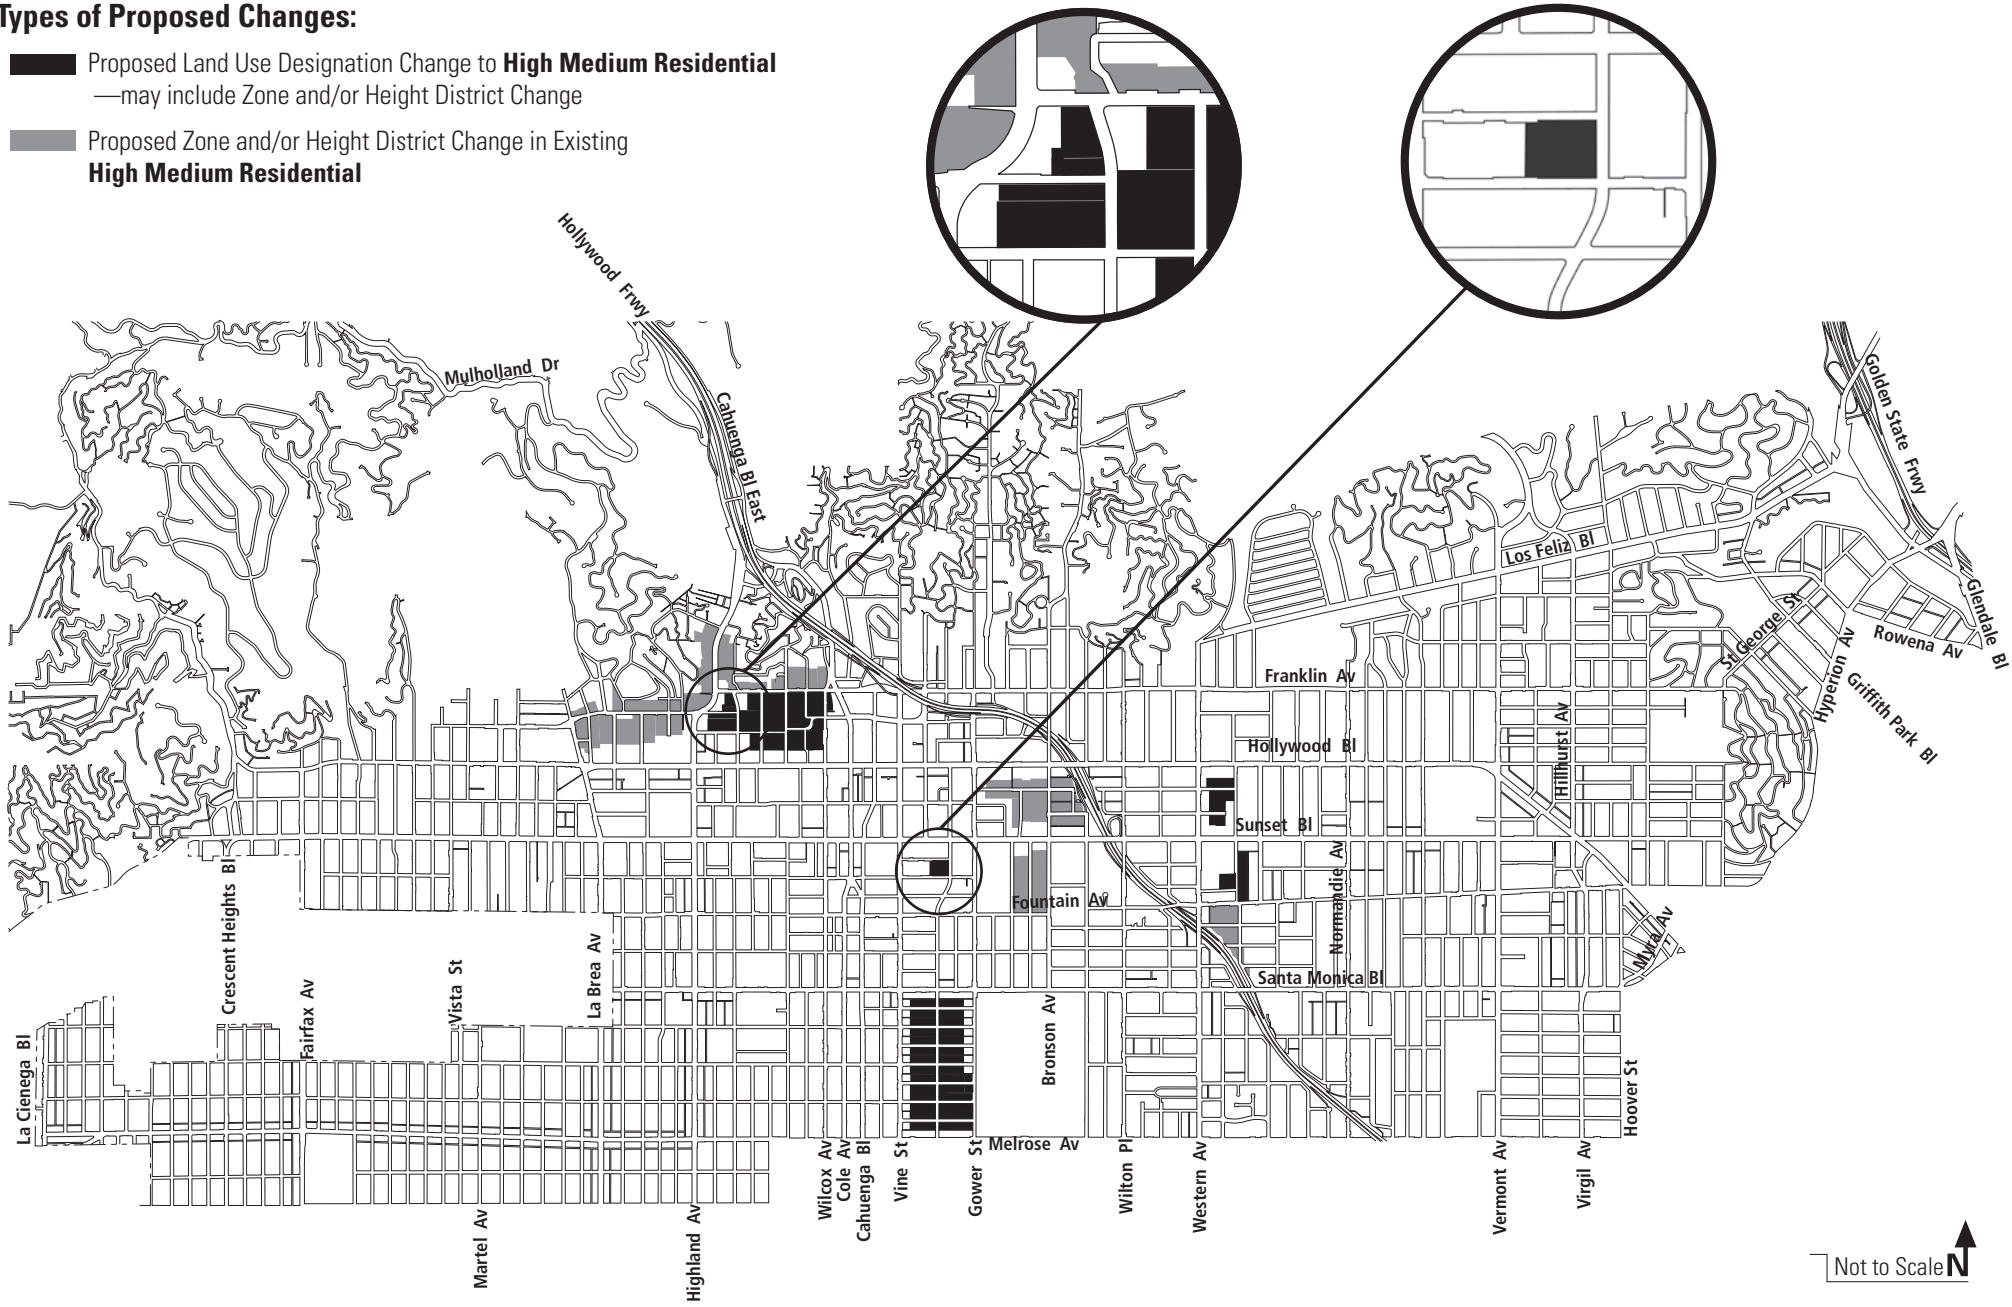 Types of Proposed Changes:
Proposed Land Use Designation Change to High Medium Residential
—may include Zone and/or Height District Change
Proposed Zone and/or Height District Change in Existing
High Medium Residential
Hollywood Frwy
Mulholland Dr
Cahuenga Bl East
Golden State Frwy
Los Feliz Bl
Glendale Bl
St George St
Rowena Av
Hyperion Av
Griffith Park Bl
Franklin Av
Hollywood Bl
Hillhurst Av
Sunset Bl
Normandie Av
Fountain Av
Myra Av
Santa Monica Bl
Crescent Heights Bl
Fairfax Av
Vista St
La Brea Av
La Cienega Bl
Bronson Av
Hoover St
Melrose Av
Wilcox Av
Cole Av
Cahuenga Bl
Vine St
Gower St
Wilton Pl
Western Av
Vermont Av
Virgil Av
Martel Av
Highland Av
Not to Scale N